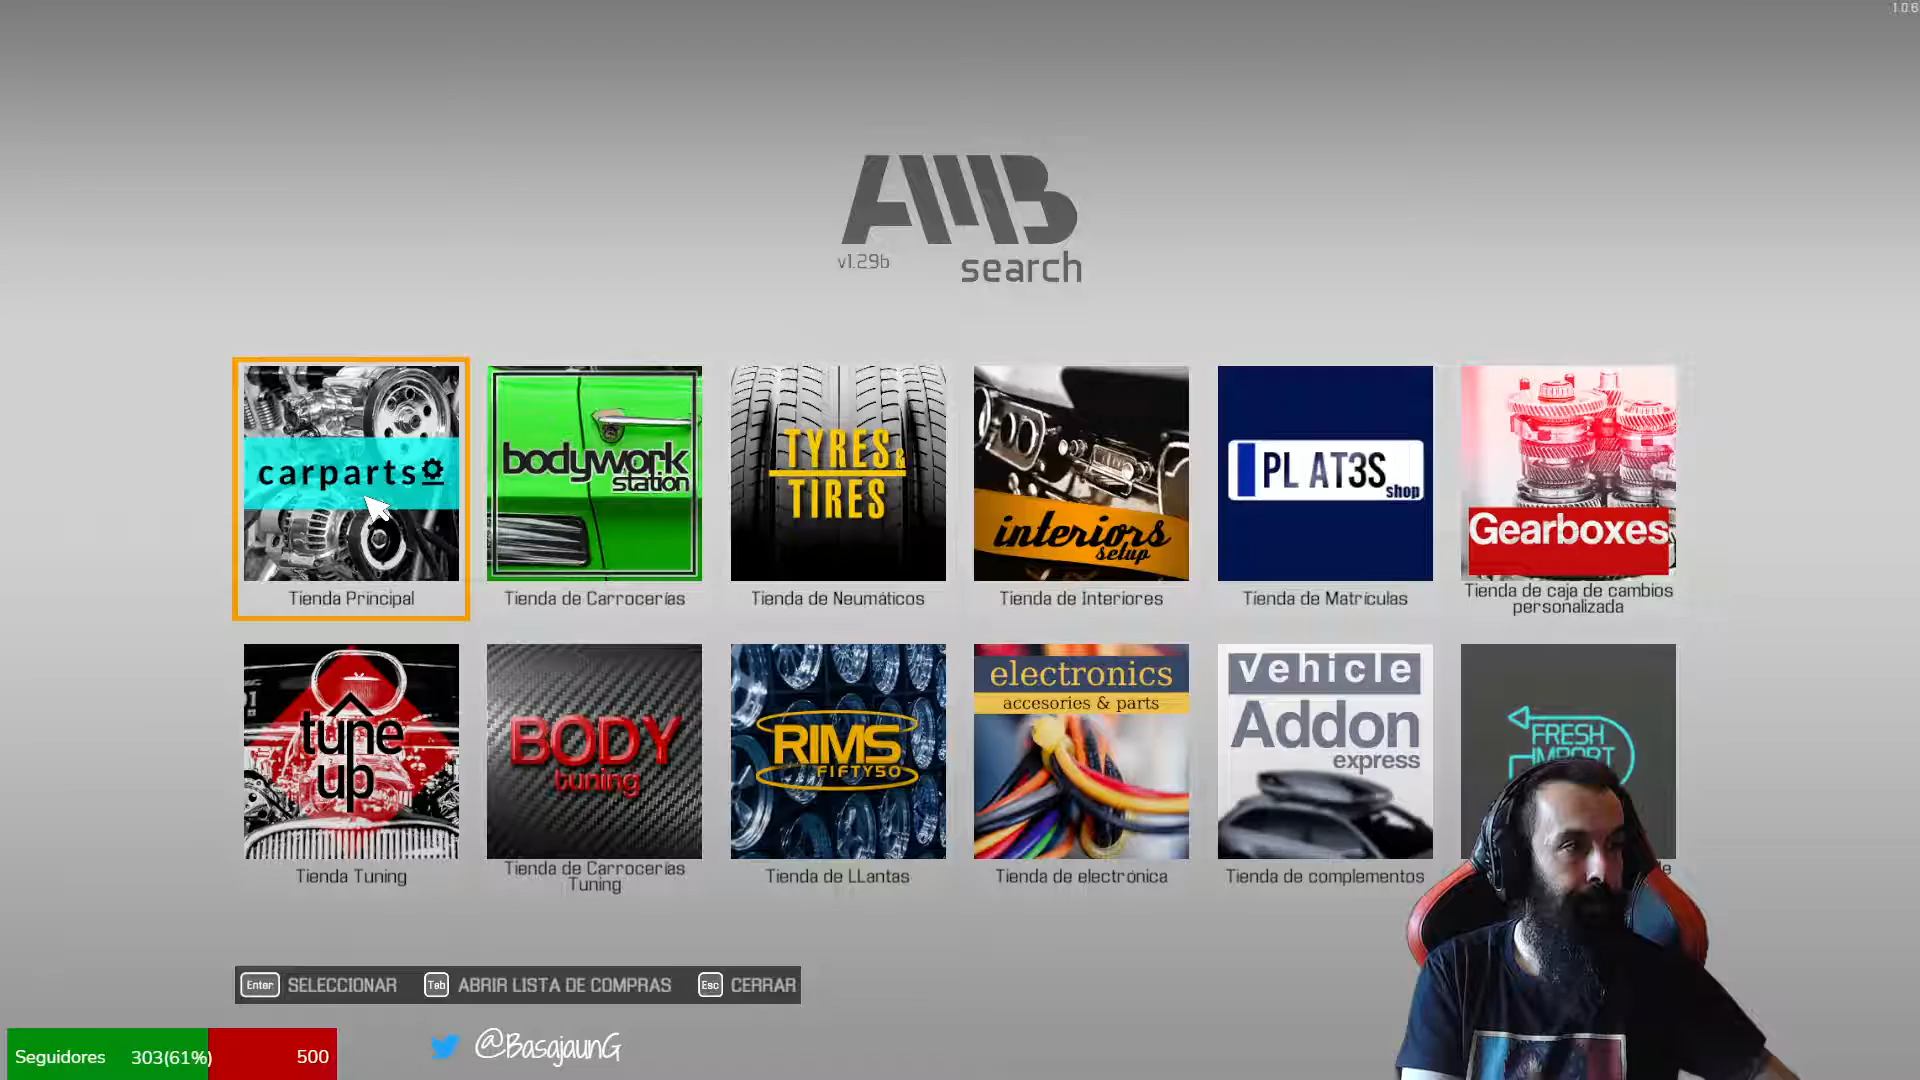 1.0.6
AMB
v1.29b
search
carparts
bodywork
station
TYRES &
TIRES
interiors
setup
PL AT3S
shop
Gearboxes
Tienda Principal
Tienda de Carrocerías
Tienda de Neumáticos
Tienda de Interiores
Tienda de Matrículas
Tienda de caja de cambios
personalizada
tune
up
BODY
tuning
RIMS
FIFTY50
electronics
accesories & parts
vehicle
Addon
express
FRESH
IMPORT
Tienda Tuning
Tienda de Carrocerías
Tuning
Tienda de LLantas
Tienda de electrónica
Tienda de complementos
Enter SELECCIONAR Tab ABRIR LISTA DE COMPRAS Esc CERRAR
Seguidores 303(61%) 500
@BasajaunG